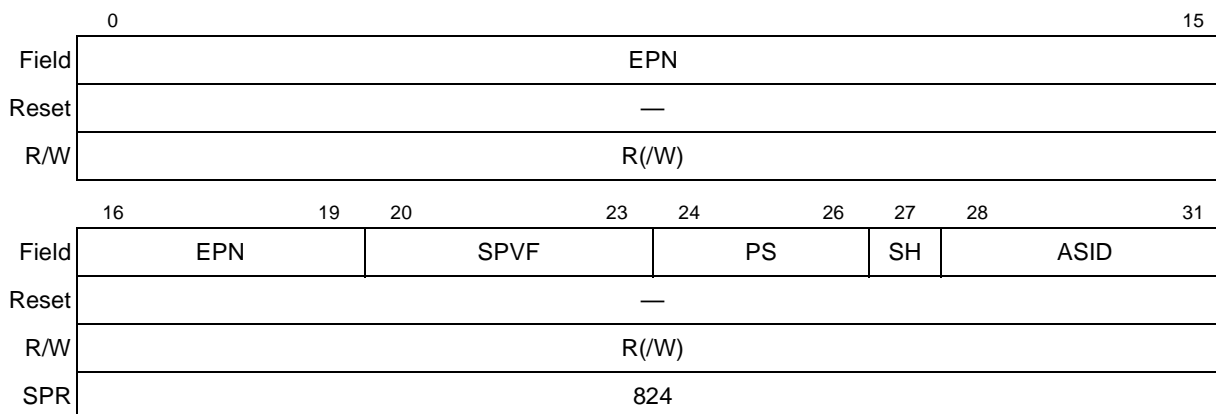 0 15
Field EPN
Reset —
R/W R(/W)
16 19 20 23 24 26 27 28 31
Field EPN SPVF PS SH ASID
Reset —
R/W R(/W)
SPR 824